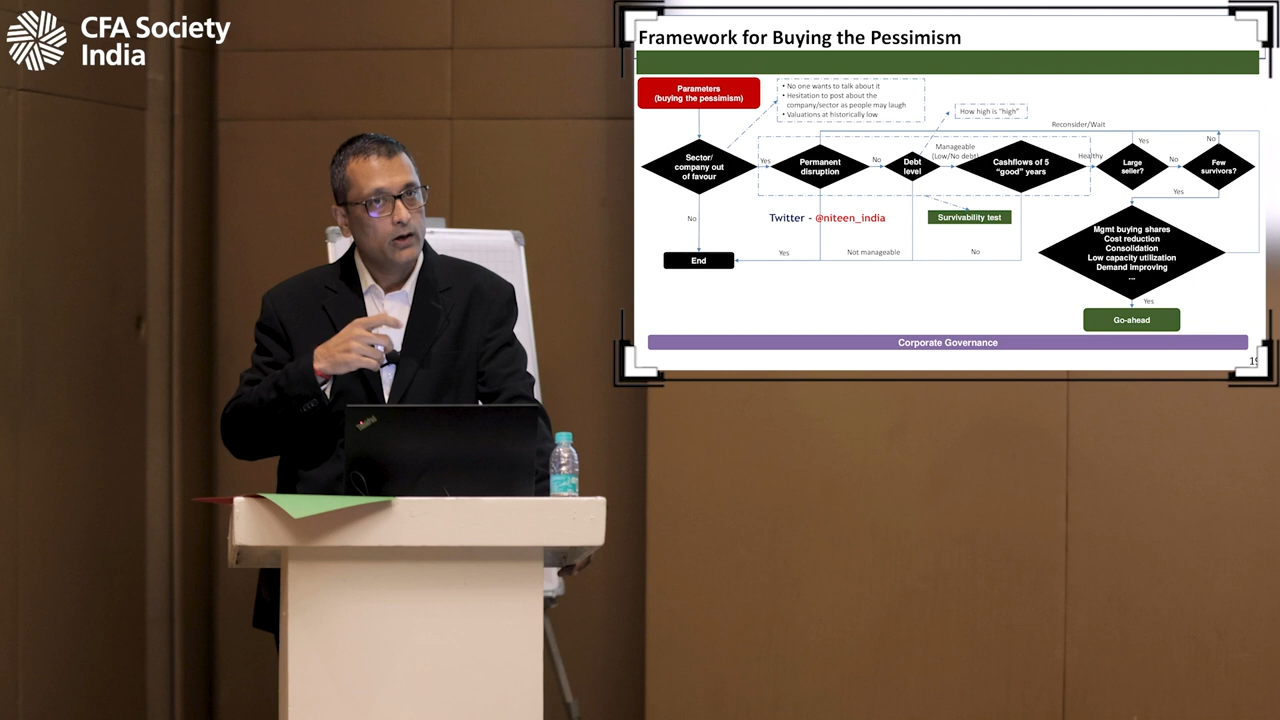 CFA Society
India
Framework for Buying the Pessimism
Parameters
(buying the pessimism)
• No one wants to talk about it
• Hesitation to post about the
company/sector as people may laugh
• Valuations at historically low
How high is “high”
Reconsider/Wait
Sector/
company out
of favour
Yes
Permanent
disruption
No
Debt
level
Manageable
(Low/No debt)
Cashflows of 5
“good” years
Healthy
Large
seller?
Yes
No
Few
survivors?
No
Yes
No
Twitter - @niteen_india
Survivability test
Mgmt buying shares
Cost reduction
Consolidation
Low capacity utilization
Demand improving
...
End
Yes
Not manageable
No
Yes
Go-ahead
Corporate Governance
ThinkPad